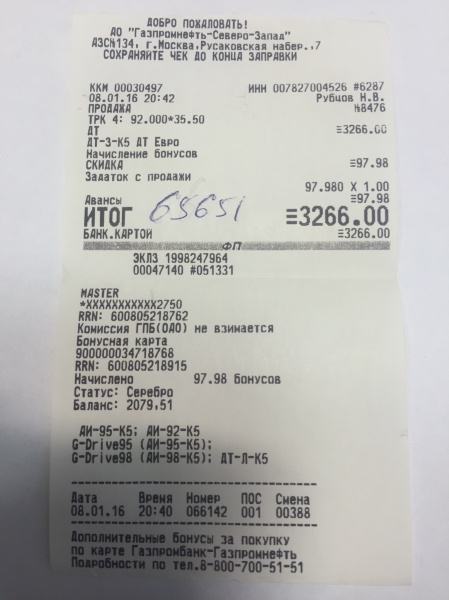 ДОБРО ПОЖАЛОВАТЬ!
АО "Газпромнефть-Северо-Запад"
АЗС№134, г.Москва,Русаковская набер.,7
СОХРАНЯЙТЕ ЧЕК ДО КОНЦА ЗАПРАВКИ
ККМ 00030497 ИНН 007827004526 #6287
08.01.16 20:42 Рубцов Н.В.
ПРОДАЖА №8476
ТРК 4: 92.000*35.50
ДТ ≡3266.00
ДТ-З-К5 ДТ Евро
Начисление бонусов
СКИДКА ≡97.98
Задаток с продажи
97.980 X 1.00
Авансы ≡97.98
ИТОГ 65651 ≡3266.00
БАНК.КАРТОЙ ≡3266.00
ФП
ЭКЛЗ 1998247964
00047140 #051331
MASTER
*XXXXXXXXXXX2750
RRN: 600805218762
Комиссия ГПБ(ОАО) не взимается
Бонусная карта
900000034718768
RRN: 600805218915
Начислено 97.98 бонусов
Статус: Серебро
Баланс: 2079,51
АИ-95-К5; АИ-92-К5
G-Drive95 (АИ-95-К5);
G-Drive98 (АИ-98-К5); ДТ-Л-К5
Дата Время Номер ПОС Смена
08.01.16 20:40 066142 001 00388
Дополнительные бонусы за покупку
по карте Газпромбанк-Газпромнефть
Подробности по тел.8-800-700-51-51